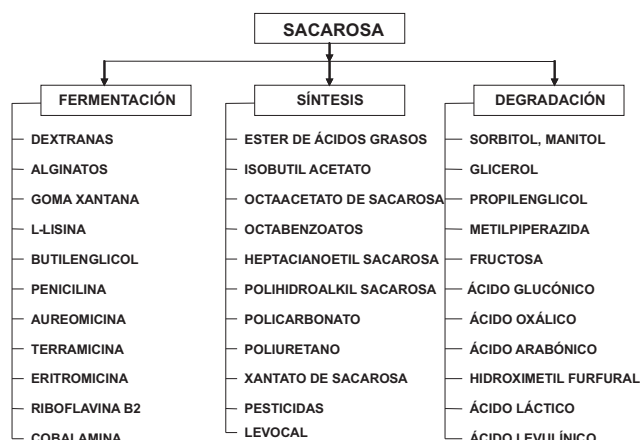 SACAROSA
FERMENTACIÓN
DEXTRANAS
ALGINATOS
GOMA XANTANA
L-LISINA
BUTILENGLICOL
PENICILINA
AUREOMICINA
TERRAMICINA
ERITROMICINA
RIBOFLAVINA B2
COBALAMINA
SÍNTESIS
ESTER DE ÁCIDOS GRASOS
ISOBUTIL ACETATO
OCTAACETATO DE SACAROSA
OCTABENZOATOS
HEPTACIANOETIL SACAROSA
POLIHIDROALKIL SACAROSA
POLICARBONATO
POLIURETANO
XANTATO DE SACAROSA
PESTICIDAS
LEVOCAL
DEGRADACIÓN
SORBITOL, MANITOL
GLICEROL
PROPILENGLICOL
METILPIPERAZIDA
FRUCTOSA
ÁCIDO GLUCÓNICO
ÁCIDO OXÁLICO
ÁCIDO ARABÓNICO
HIDROXIMETIL FURFURAL
ÁCIDO LÁCTICO
ÁCIDO LEVULÍNICO